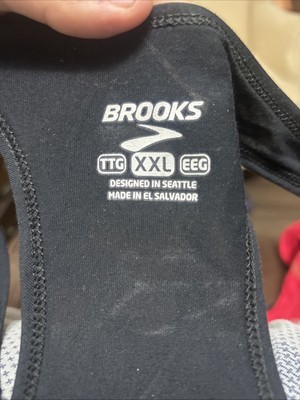 BROOKS
TTG XXL EEG
DESIGNED IN SEATTLE
MADE IN EL SALVADOR